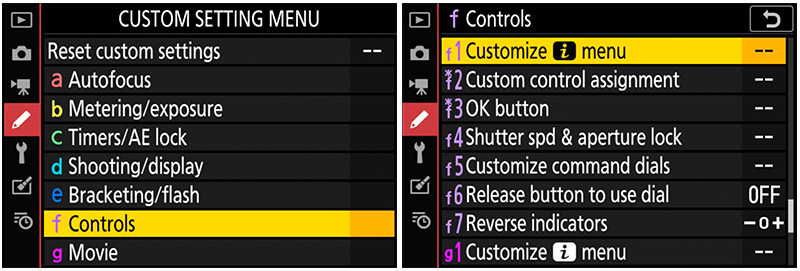 CUSTOM SETTING MENU
Reset custom settings --
a Autofocus
b Metering/exposure
c Timers/AE lock
d Shooting/display
e Bracketing/flash
f Controls
g Movie
f Controls
f1 Customize i menu --
*f2 Custom control assignment --
*f3 OK button --
f4 Shutter spd & aperture lock --
f5 Customize command dials --
f6 Release button to use dial OFF
f7 Reverse indicators -o+
g1 Customize i menu --